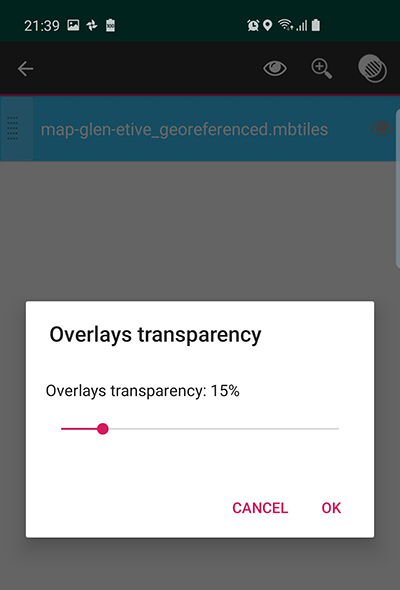 21:39
map-glen-etive_georeferenced.mbtiles
Overlays transparency
Overlays transparency: 15%
CANCEL OK